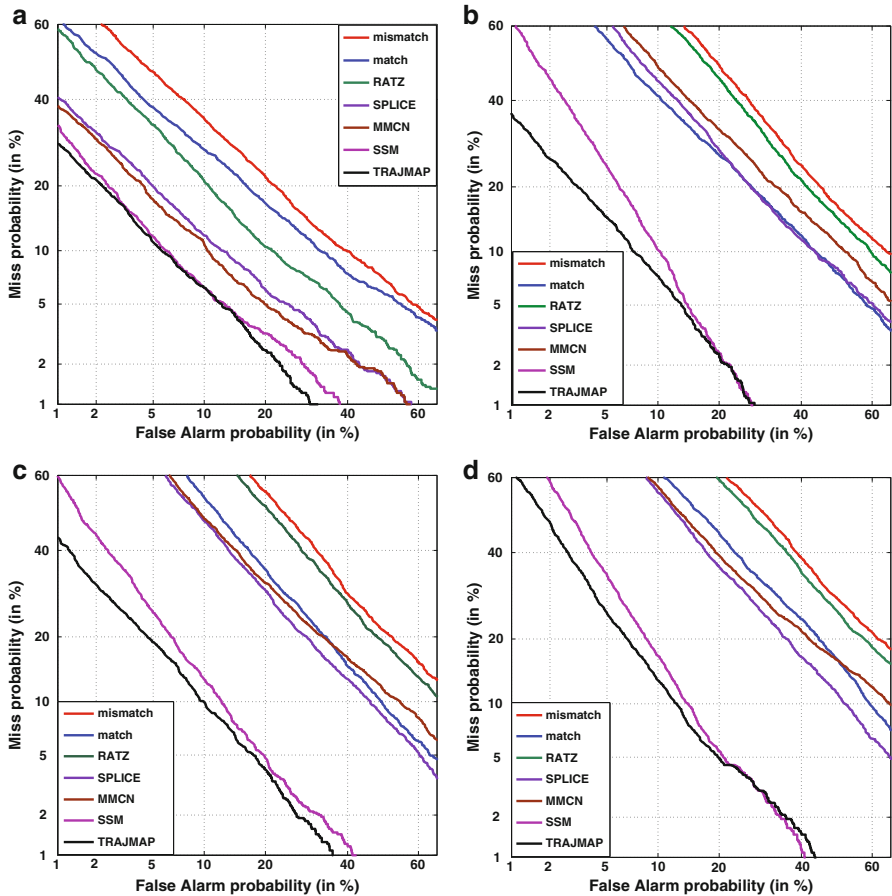 a
60
40
20
10
5
2
1
Miss probability (in %)
mismatch
match
RATZ
SPLICE
MMCN
SSM
TRAJMAP
1 2 5 10 20 40 60
False Alarm probability (in %)
b
60
40
20
10
5
2
1
Miss probability (in %)
mismatch
match
RATZ
SPLICE
MMCN
SSM
TRAJMAP
1 2 5 10 20 40 60
False Alarm probability (in %)
c
60
40
20
10
5
2
1
Miss probability (in %)
mismatch
match
RATZ
SPLICE
MMCN
SSM
TRAJMAP
1 2 5 10 20 40 60
False Alarm probability (in %)
d
60
40
20
10
5
2
1
Miss probability (in %)
mismatch
match
RATZ
SPLICE
MMCN
SSM
TRAJMAP
1 2 5 10 20 40 60
False Alarm probability (in %)